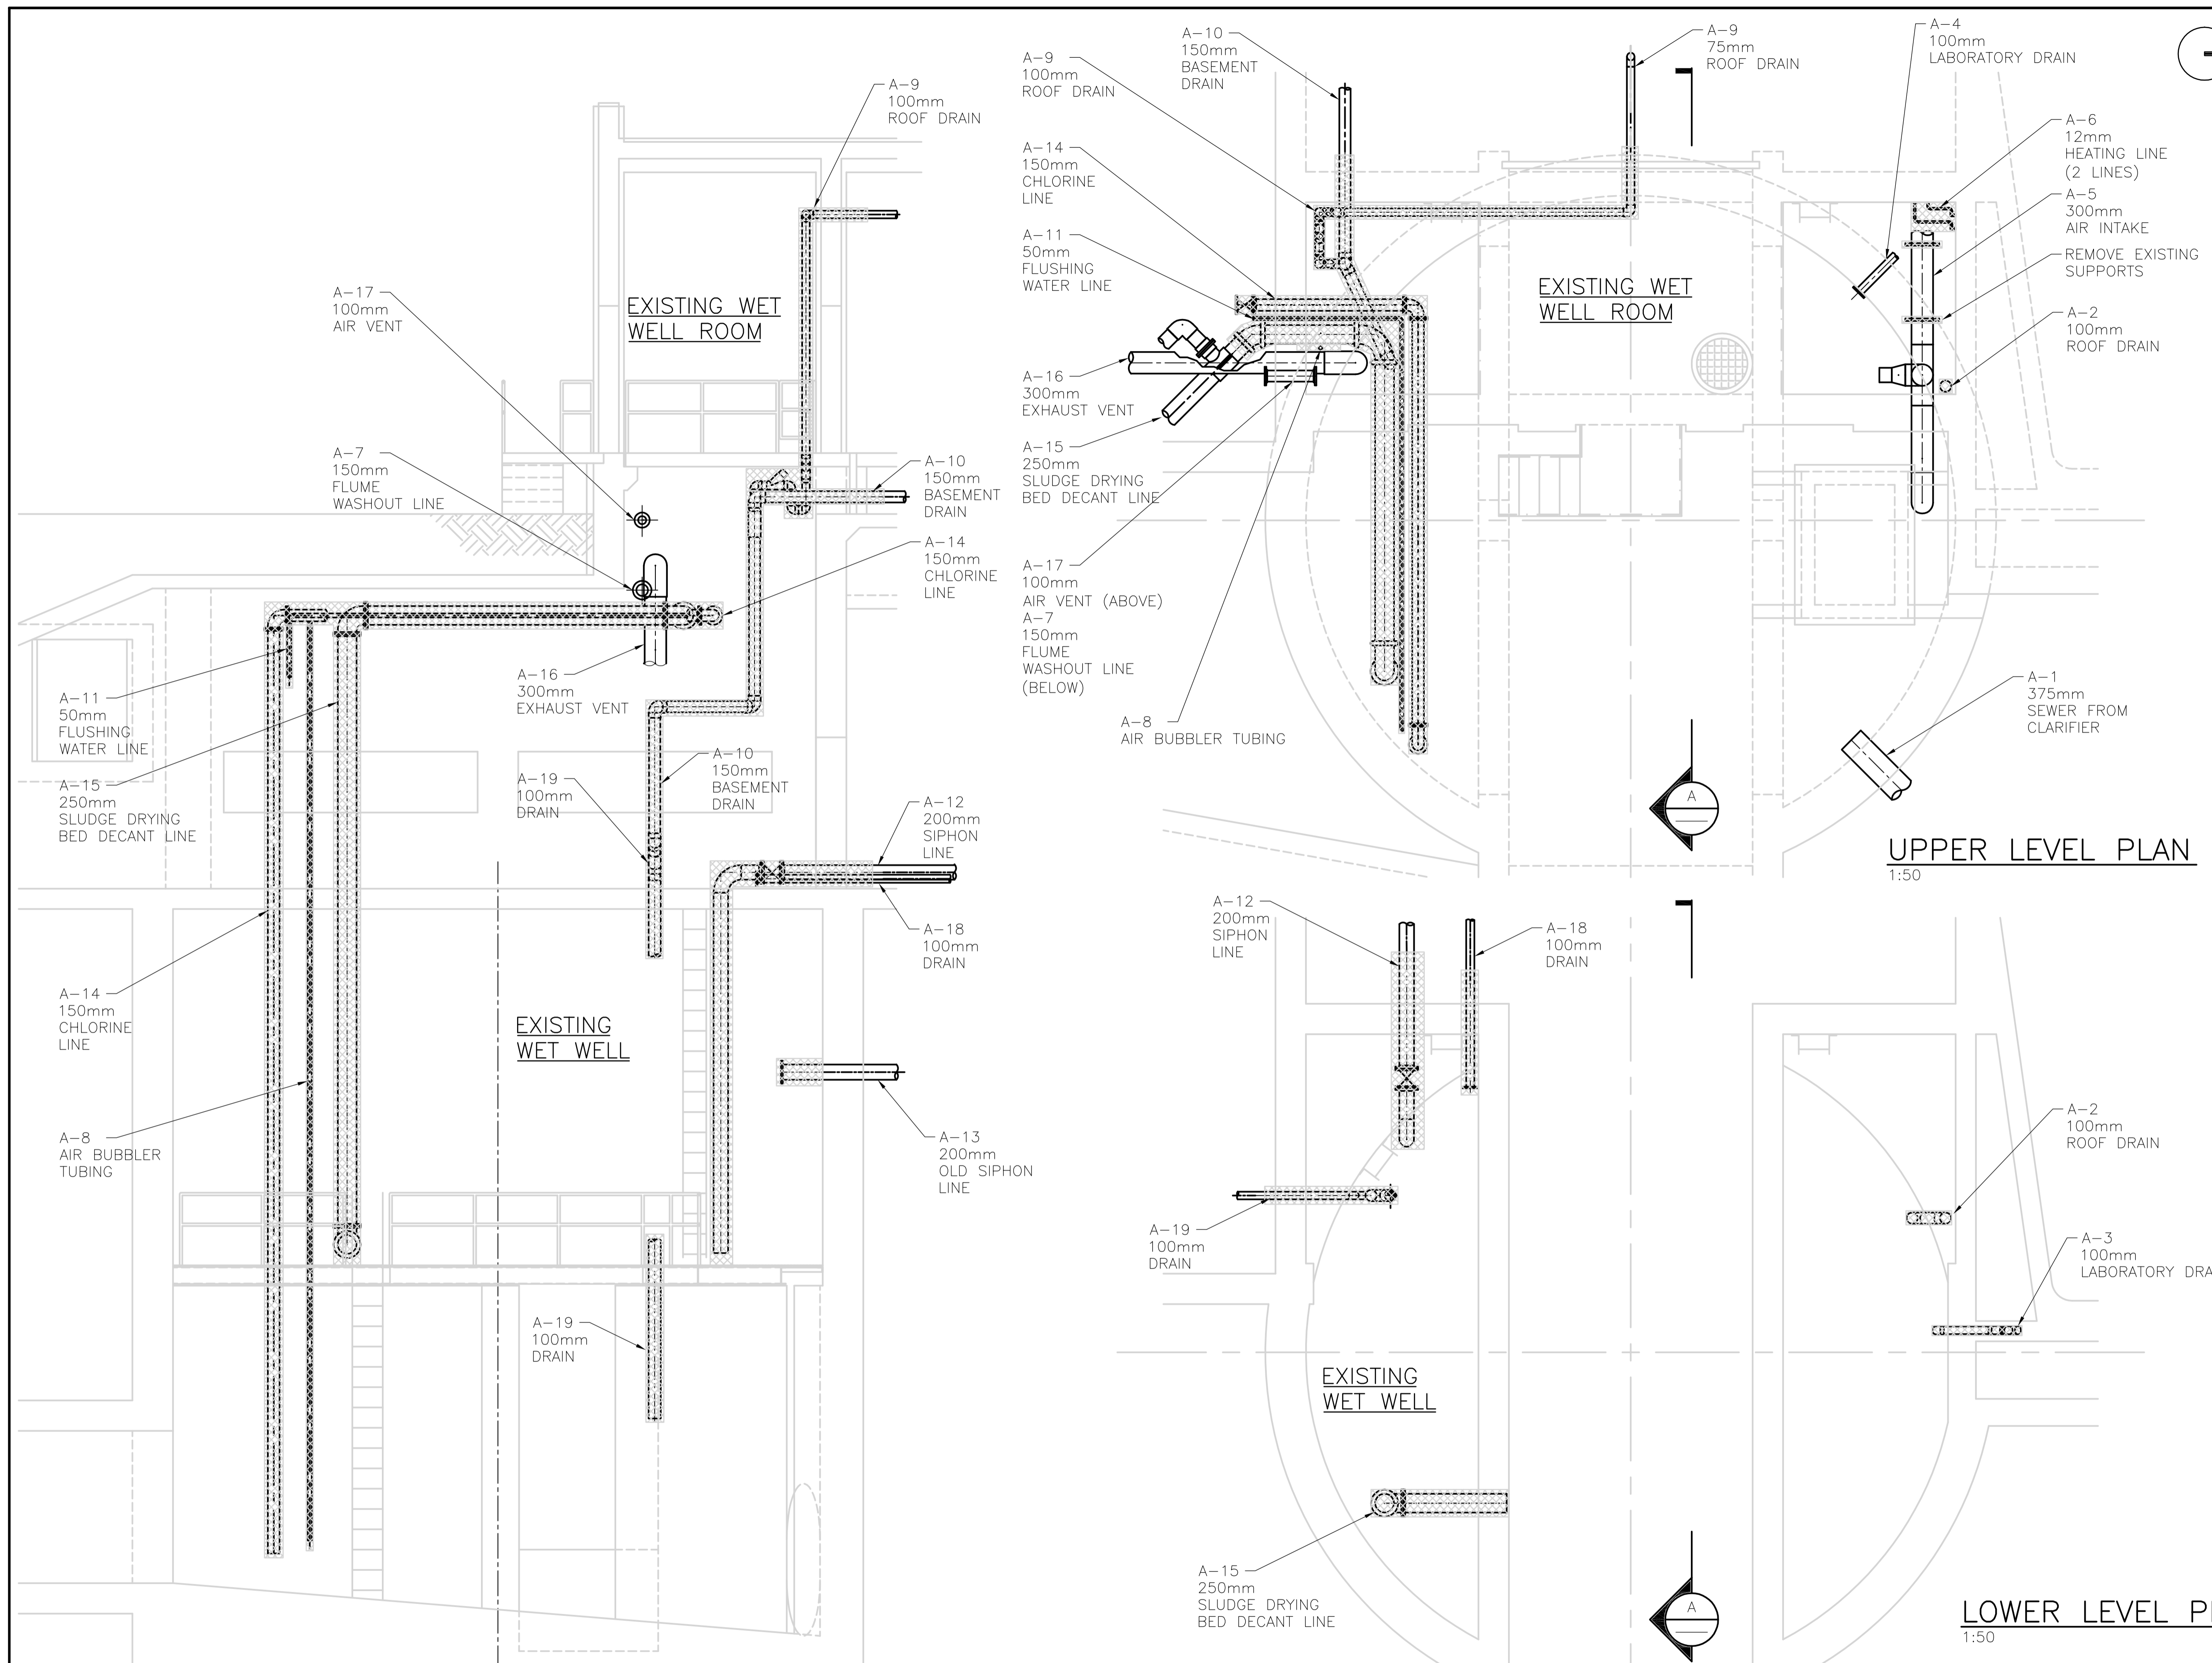 A-9
100mm
ROOF DRAIN
A-17
100mm
AIR VENT
EXISTING WET
WELL ROOM
A-7
150mm
FLUME
WASHOUT LINE
A-10
150mm
BASEMENT
DRAIN
A-14
150mm
CHLORINE
LINE
A-16
300mm
EXHAUST VENT
A-11
50mm
FLUSHING
WATER LINE
A-15
250mm
SLUDGE DRYING
BED DECANT LINE
A-19
100mm
DRAIN
A-10
150mm
BASEMENT
DRAIN
A-12
200mm
SIPHON
LINE
A-18
100mm
DRAIN
A-14
150mm
CHLORINE
LINE
EXISTING
WET WELL
A-8
AIR BUBBLER
TUBING
A-13
200mm
OLD SIPHON
LINE
A-19
100mm
DRAIN
A-10
150mm
BASEMENT
DRAIN
A-9
100mm
ROOF DRAIN
A-9
75mm
ROOF DRAIN
A-4
100mm
LABORATORY DRAIN
A-14
150mm
CHLORINE
LINE
A-6
12mm
HEATING LINE
(2 LINES)
A-5
300mm
AIR INTAKE
REMOVE EXISTING
SUPPORTS
A-2
100mm
ROOF DRAIN
A-11
50mm
FLUSHING
WATER LINE
EXISTING WET
WELL ROOM
A-16
300mm
EXHAUST VENT
A-15
250mm
SLUDGE DRYING
BED DECANT LINE
A-17
100mm
AIR VENT (ABOVE)
A-7
150mm
FLUME
WASHOUT LINE
(BELOW)
A-8
AIR BUBBLER TUBING
A-1
375mm
SEWER FROM
CLARIFIER
A
UPPER LEVEL PLAN
1:50
A-12
200mm
SIPHON
LINE
A-18
100mm
DRAIN
A-2
100mm
ROOF DRAIN
A-19
100mm
DRAIN
A-3
100mm
LABORATORY DRA
EXISTING
WET WELL
A-15
250mm
SLUDGE DRYING
BED DECANT LINE
A
LOWER LEVEL
1:50